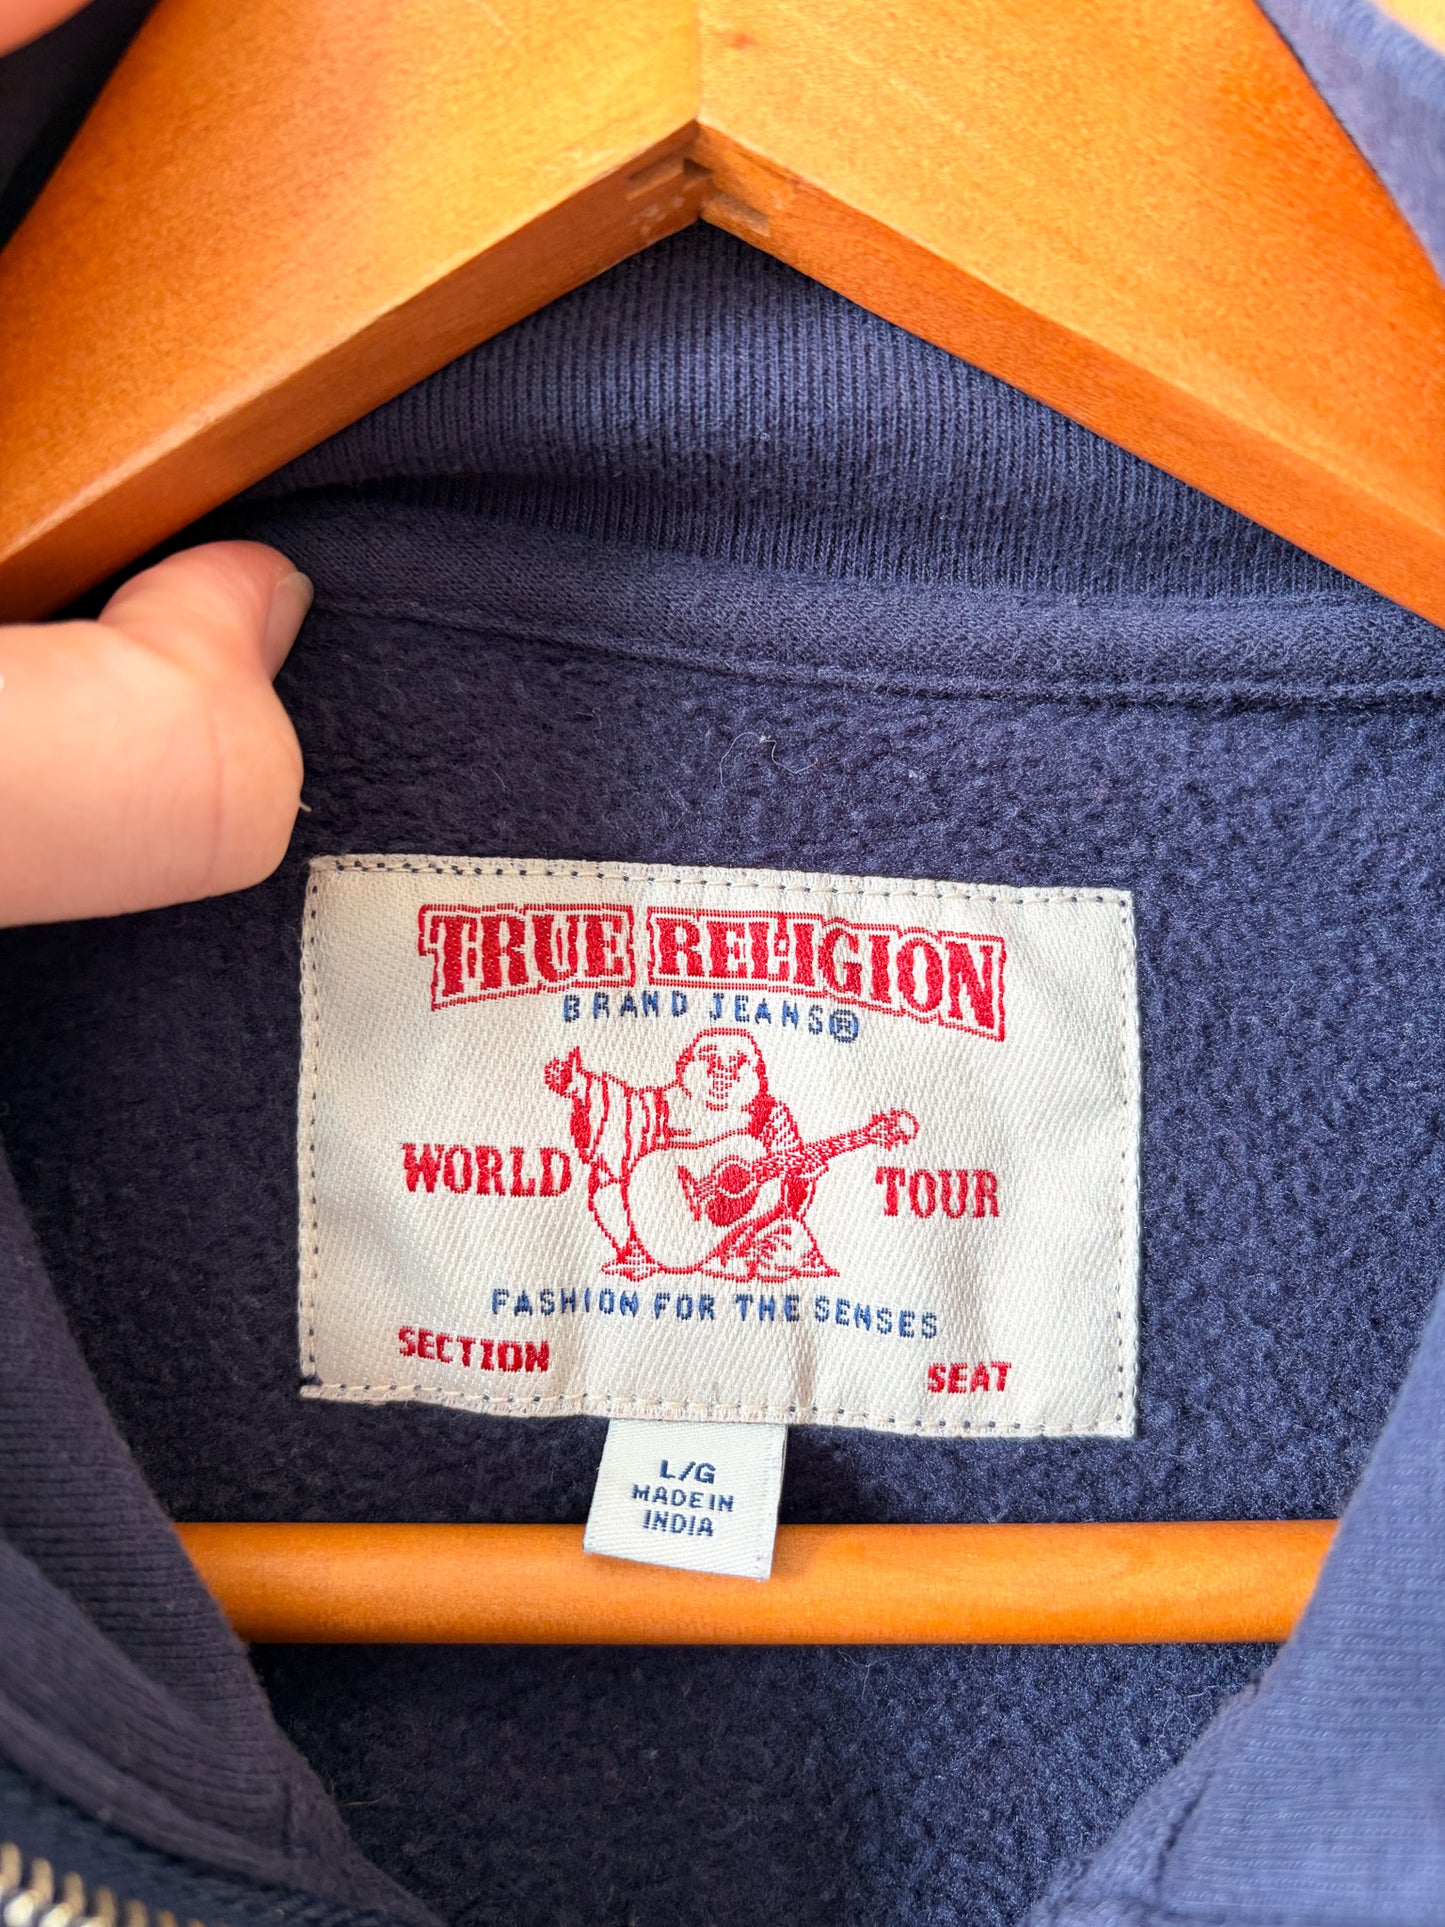 TRUE RELIGION
BRAND JEANS®
WORLD TOUR
FASHION FOR THE SENSES
SECTION SEAT
L/G
MADE IN
INDIA